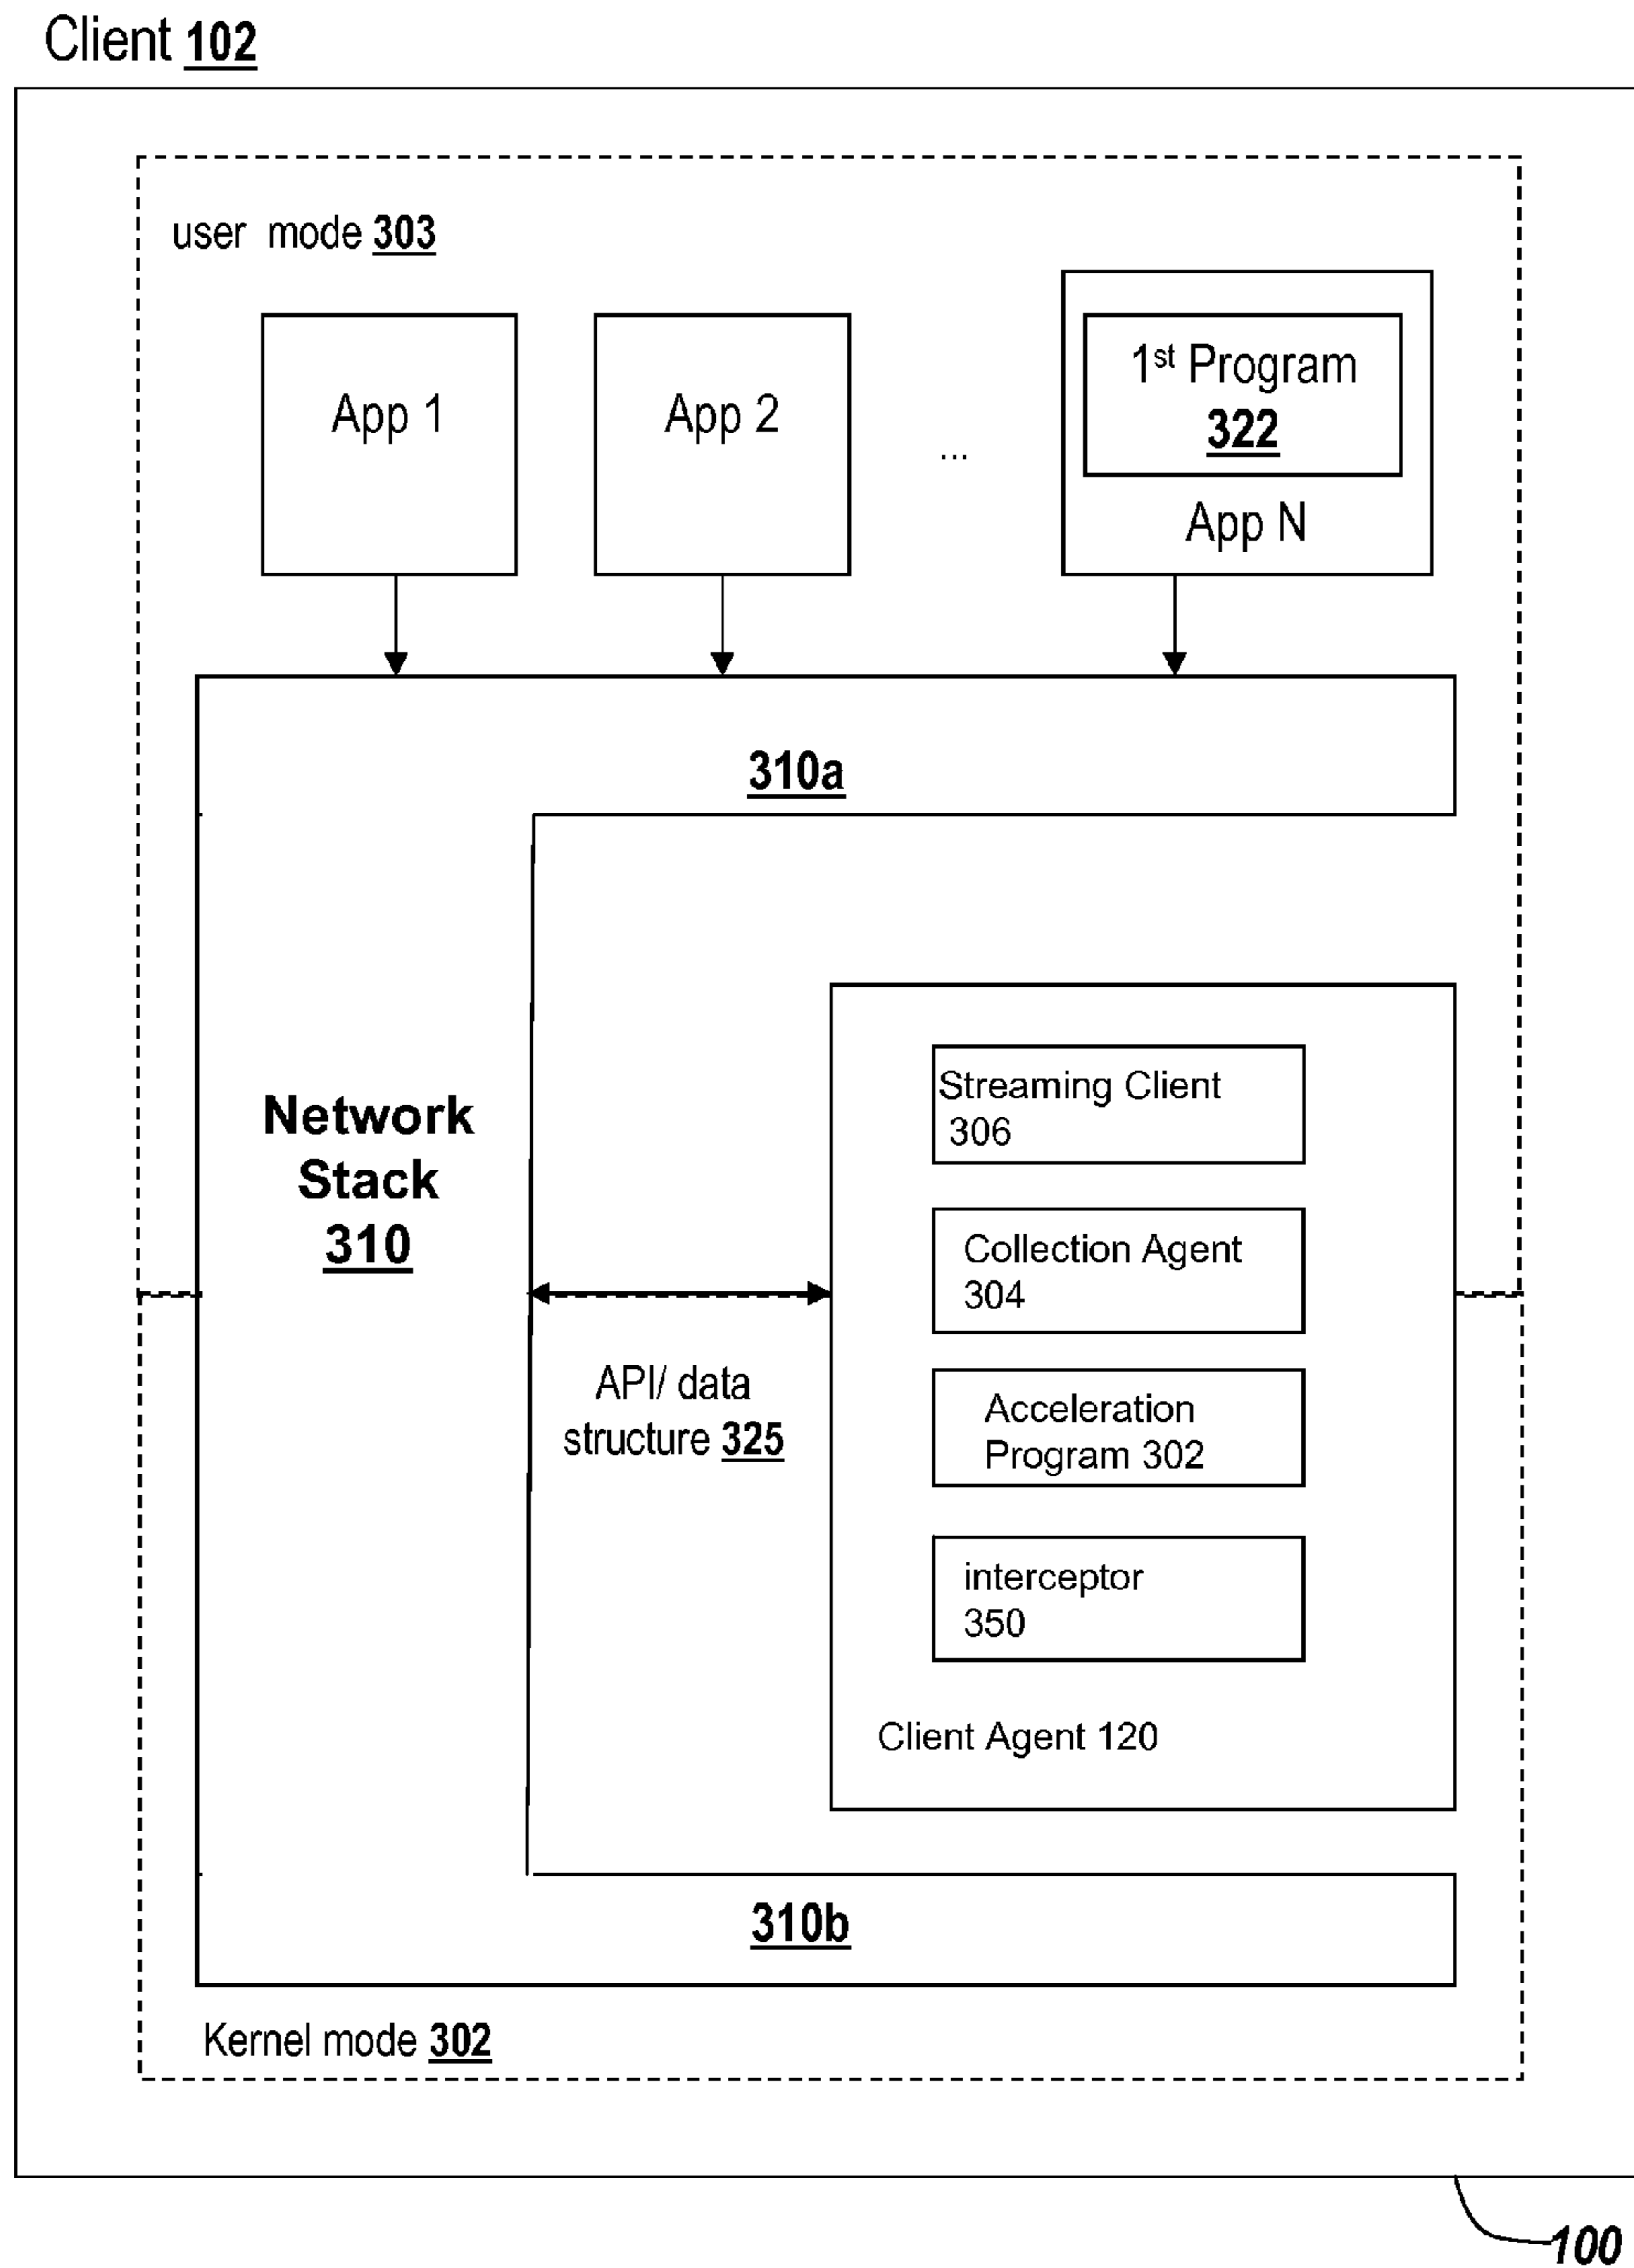 Client 102
user mode 303
App 1
App 2
...
1st Program
322
App N
310a
Network
Stack
310
Streaming Client
306
Collection Agent
304
API/ data
structure 325
Acceleration
Program 302
interceptor
350
Client Agent 120
310b
Kernel mode 302
100